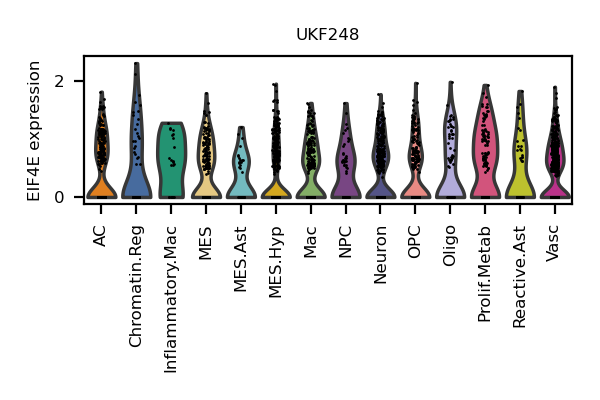 UKF248
EIF4E expression
2
0
AC
Chromatin.Reg
Inflammatory.Mac
MES
MES.Ast
MES.Hyp
Mac
NPC
Neuron
OPC
Oligo
Prolif.Metab
Reactive.Ast
Vasc